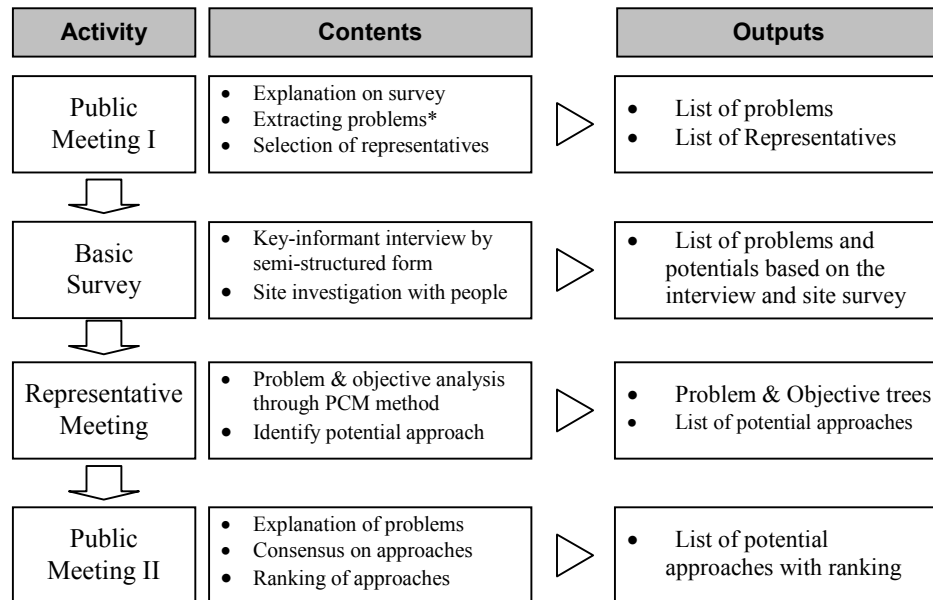 Activity
Contents
Outputs
Public
Meeting I
• Explanation on survey
• Extracting problems*
• Selection of representatives
• List of problems
• List of Representatives
Basic
Survey
• Key-informant interview by
semi-structured form
• Site investigation with people
• List of problems and
potentials based on the
interview and site survey
Representative
Meeting
• Problem & objective analysis
through PCM method
• Identify potential approach
• Problem & Objective trees
• List of potential approaches
Public
Meeting II
• Explanation of problems
• Consensus on approaches
• Ranking of approaches
• List of potential
approaches with ranking